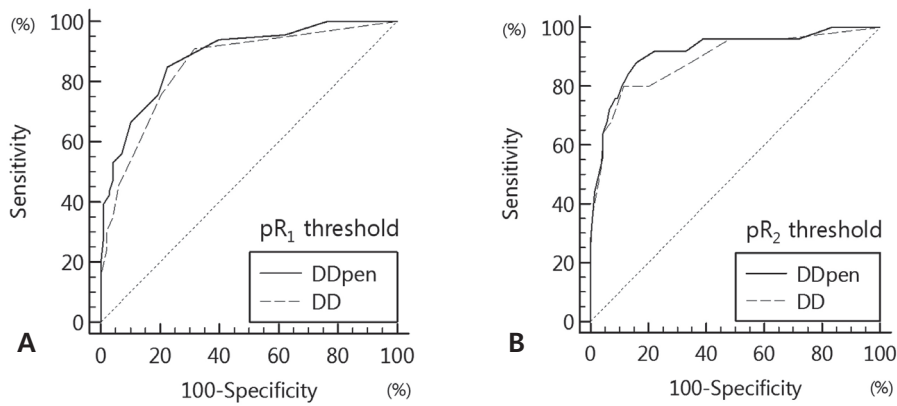 (%)
100
80
60
40
20
0
Sensitivity
pR1 threshold
DDpen
DD
A
0 20 40 60 80 100
100-Specificity (%)
(%)
100
80
60
40
20
0
Sensitivity
pR2 threshold
DDpen
DD
B
0 20 40 60 80 100
100-Specificity (%)